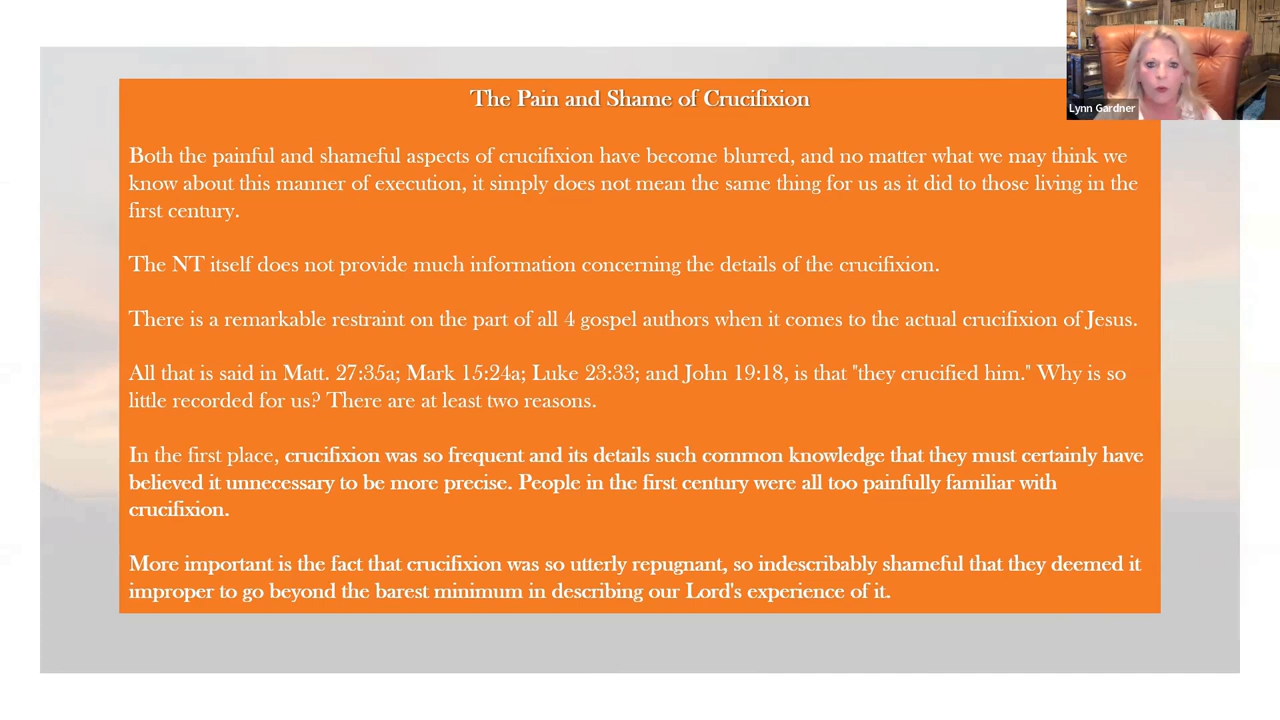 The Pain and Shame of Crucifixion
Lynn Gardner
Both the painful and shameful aspects of crucifixion have become blurred, and no matter what we may think we
know about this manner of execution, it simply does not mean the same thing for us as it did to those living in the
first century.
The NT itself does not provide much information concerning the details of the crucifixion.
There is a remarkable restraint on the part of all 4 gospel authors when it comes to the actual crucifixion of Jesus.
All that is said in Matt. 27:35a; Mark 15:24a; Luke 23:33; and John 19:18, is that "they crucified him." Why is so
little recorded for us? There are at least two reasons.
In the first place, crucifixion was so frequent and its details such common knowledge that they must certainly have
believed it unnecessary to be more precise. People in the first century were all too painfully familiar with
crucifixion.
More important is the fact that crucifixion was so utterly repugnant, so indescribably shameful that they deemed it
improper to go beyond the barest minimum in describing our Lord's experience of it.